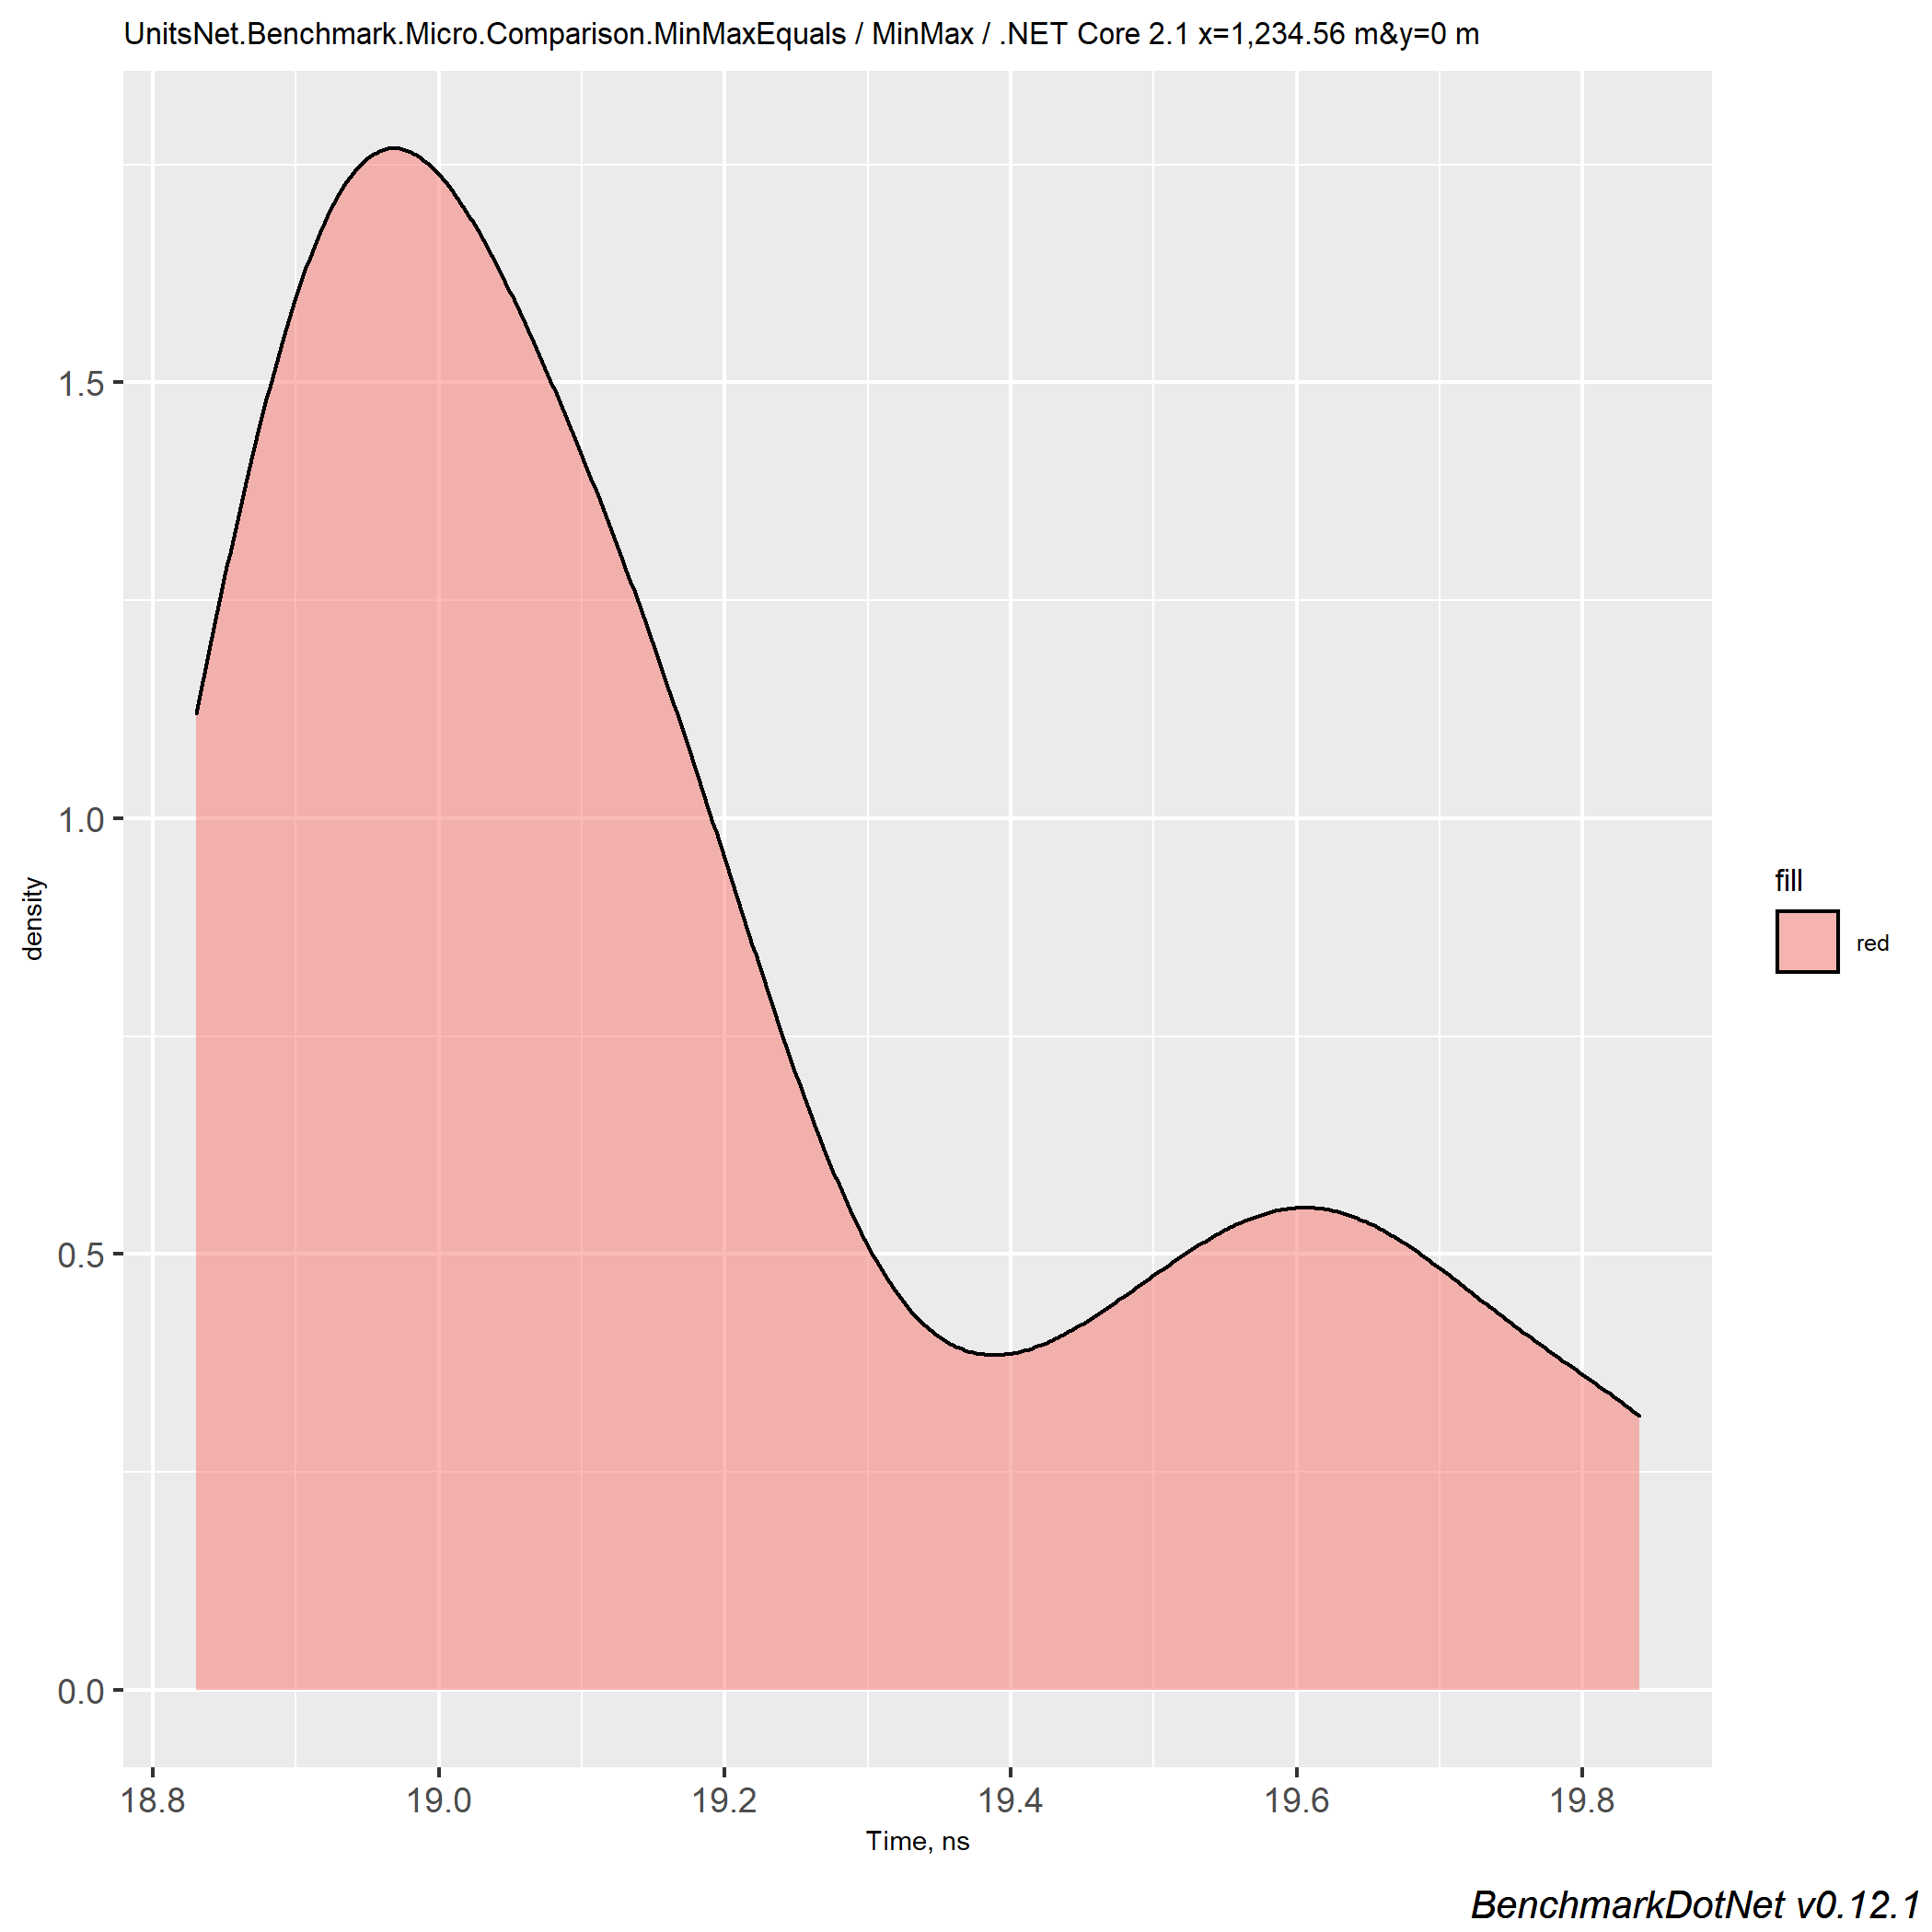 UnitsNet.Benchmark.Micro.Comparison.MinMaxEquals / MinMax / .NET Core 2.1 x=1,234.56 m&y=0 m
1.5
1.0
0.5
0.0
density
18.8 19.0 19.2 19.4 19.6 19.8
Time, ns
fill
red
BenchmarkDotNet v0.12.1